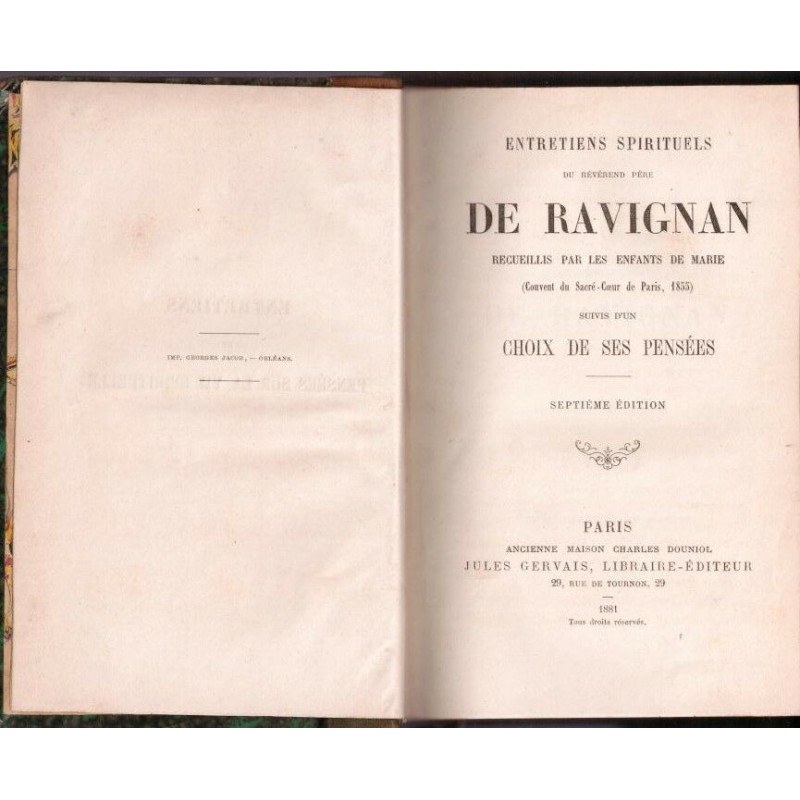 IMP. GEORGES JACOB, — ORLÉANS.
ENTRETIENS SPIRITUELS
DU RÉVÉREND PÈRE
DE RAVIGNAN
RECUEILLIS PAR LES ENFANTS DE MARIE
(Couvent du Sacré-Cœur de Paris, 1855)
SUIVIS D'UN
CHOIX DE SES PENSÉES
SEPTIÈME ÉDITION
PARIS
ANCIENNE MAISON CHARLES DOUNIOL
JULES GERVAIS, LIBRAIRE-ÉDITEUR
29, RUE DE TOURNON, 29
1881
Tous droits réservés.